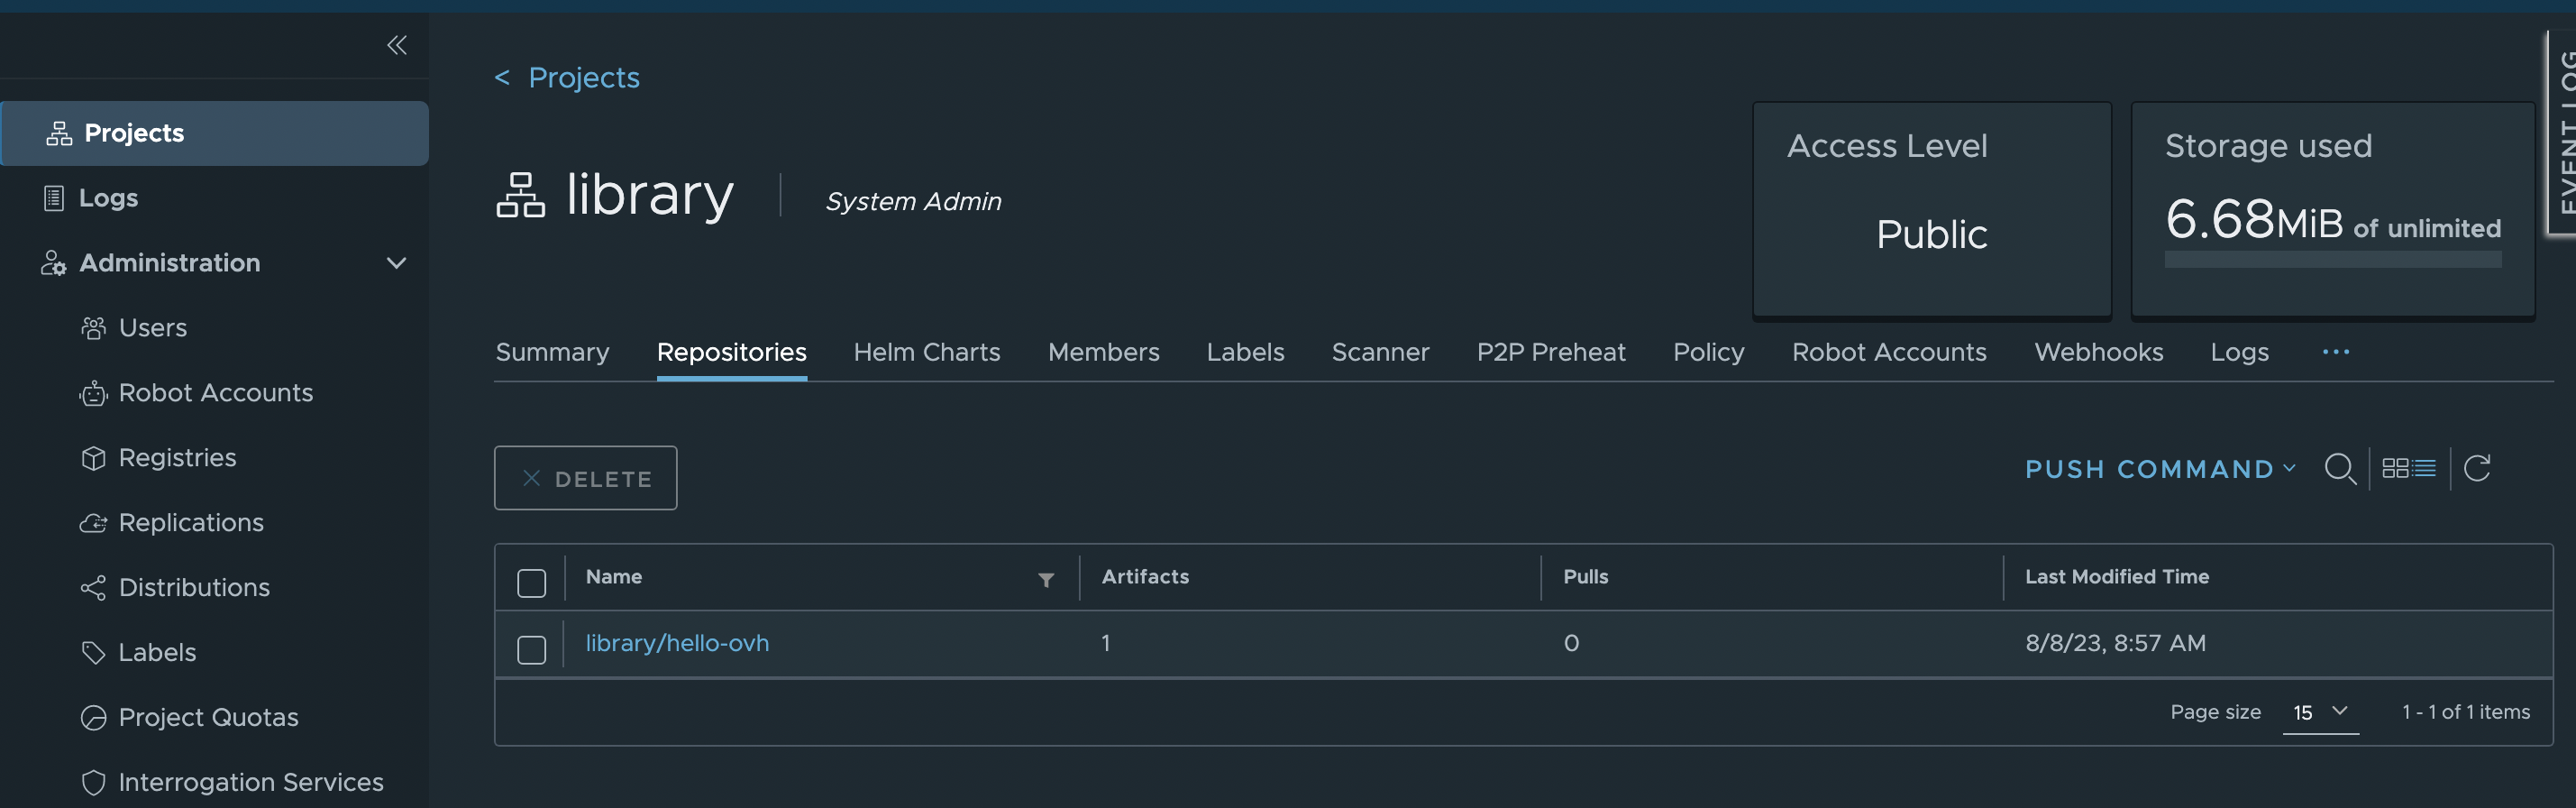 < Projects
EVENT LOG
Projects
Logs
Administration
Users
Robot Accounts
Registries
Replications
Distributions
Labels
Project Quotas
Interrogation Services
library
System Admin
Access Level
Public
Storage used
6.68MiB of unlimited
Summary Repositories Helm Charts Members Labels Scanner P2P Preheat Policy Robot Accounts Webhooks Logs ...
DELETE
PUSH COMMAND
Name Artifacts Pulls Last Modified Time
library/hello-ovh 1 0 8/8/23, 8:57 AM
Page size 15 1 - 1 of 1 items